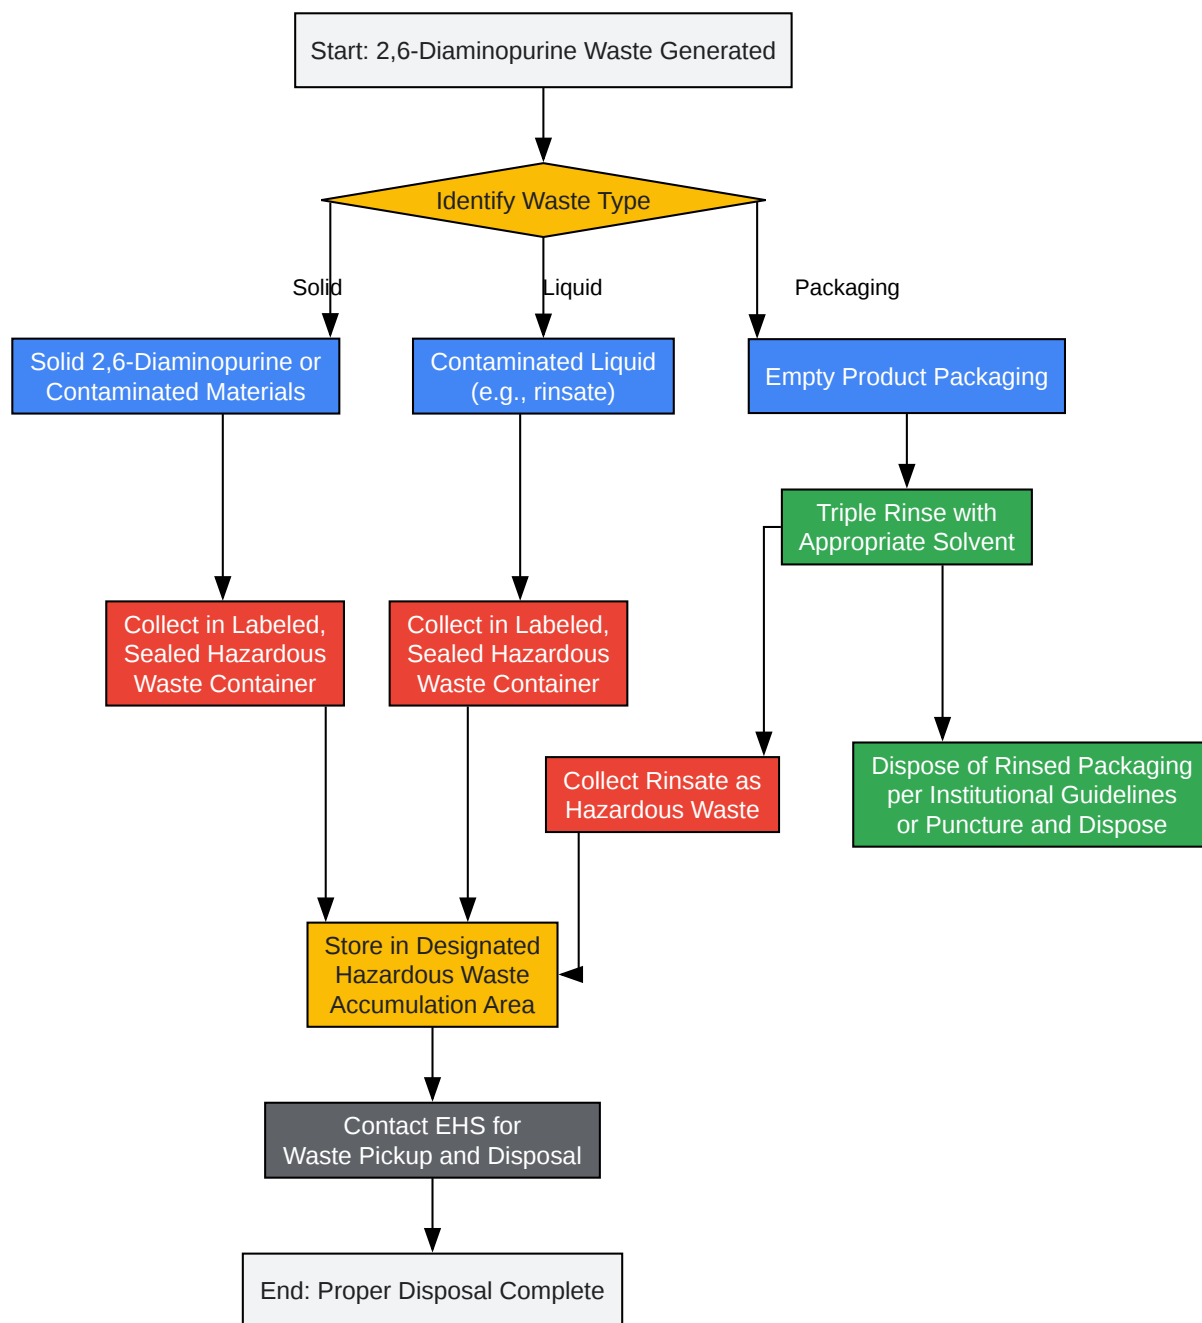 Start: 2,6-Diaminopurine Waste Generated
Identify Waste Type
Solid
Liquid
Packaging
Solid 2,6-Diaminopurine or
Contaminated Materials
Contaminated Liquid
(e.g., rinsate)
Empty Product Packaging
Triple Rinse with
Appropriate Solvent
Collect in Labeled,
Sealed Hazardous
Waste Container
Collect in Labeled,
Sealed Hazardous
Waste Container
Collect Rinsate as
Hazardous Waste
Dispose of Rinsed Packaging
per Institutional Guidelines
or Puncture and Dispose
Store in Designated
Hazardous Waste
Accumulation Area
Contact EHS for
Waste Pickup and Disposal
End: Proper Disposal Complete